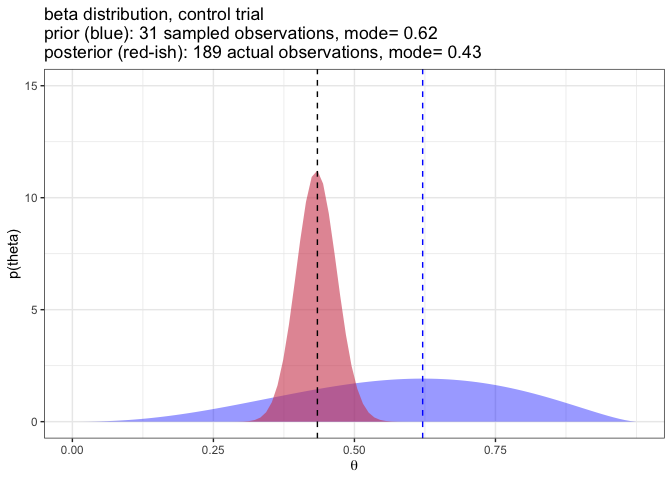 beta distribution, control trial
prior (blue): 31 sampled observations, mode= 0.62
posterior (red-ish): 189 actual observations, mode= 0.43
15
10
5
0
p(theta)
0.00 0.25 0.50 0.75
θ